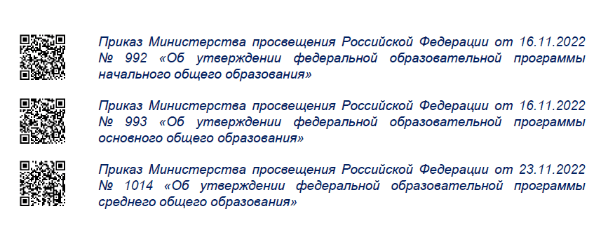 Приказ Министерства просвещения Российской Федерации от 16.11.2022
№ 992 «Об утверждении федеральной образовательной программы
начального общего образования»
Приказ Министерства просвещения Российской Федерации от 16.11.2022
№ 993 «Об утверждении федеральной образовательной программы
основного общего образования»
Приказ Министерства просвещения Российской Федерации от 23.11.2022
№ 1014 «Об утверждении федеральной образовательной программы
среднего общего образования»